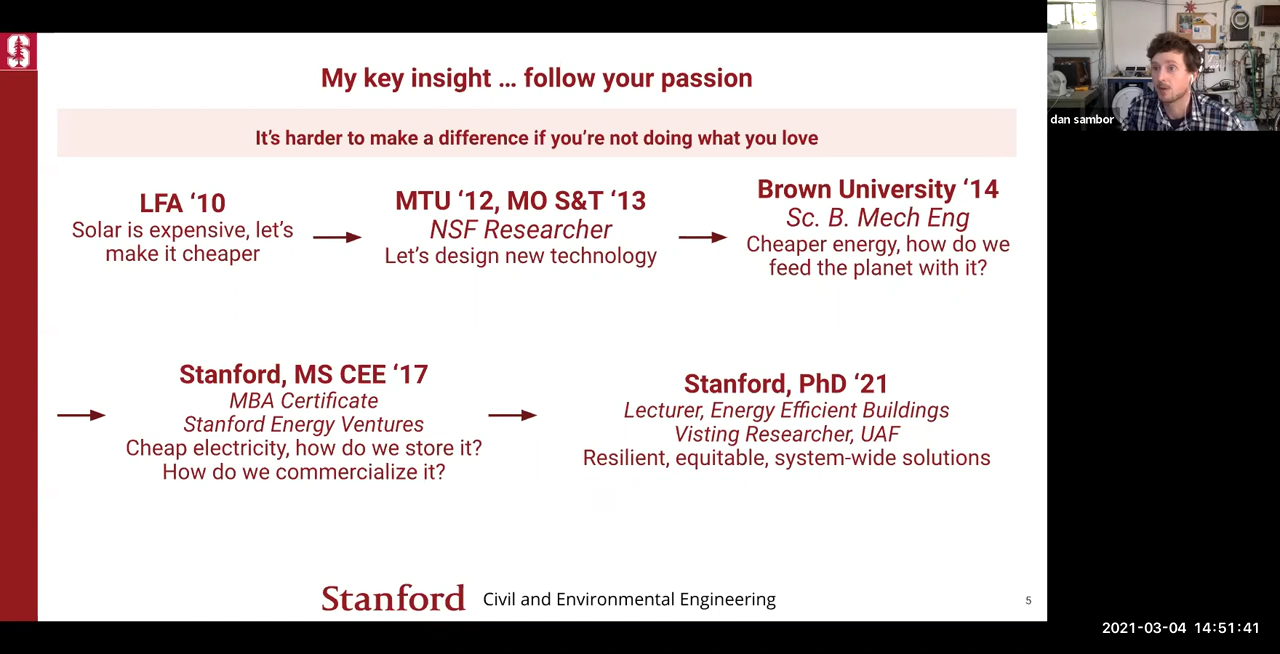 My key insight ... follow your passion
It's harder to make a difference if you're not doing what you love
LFA ‘10
Solar is expensive, let's
make it cheaper
MTU ‘12, MO S&T ‘13
NSF Researcher
Let's design new technology
Brown University ‘14
Sc. B. Mech Eng
Cheaper energy, how do we
feed the planet with it?
Stanford, MS CEE ‘17
MBA Certificate
Stanford Energy Ventures
Cheap electricity, how do we store it?
How do we commercialize it?
Stanford, PhD ‘21
Lecturer, Energy Efficient Buildings
Visting Researcher, UAF
Resilient, equitable, system-wide solutions
Stanford
Civil and Environmental Engineering
5
dan sambor
2021-03-04 14:51:41